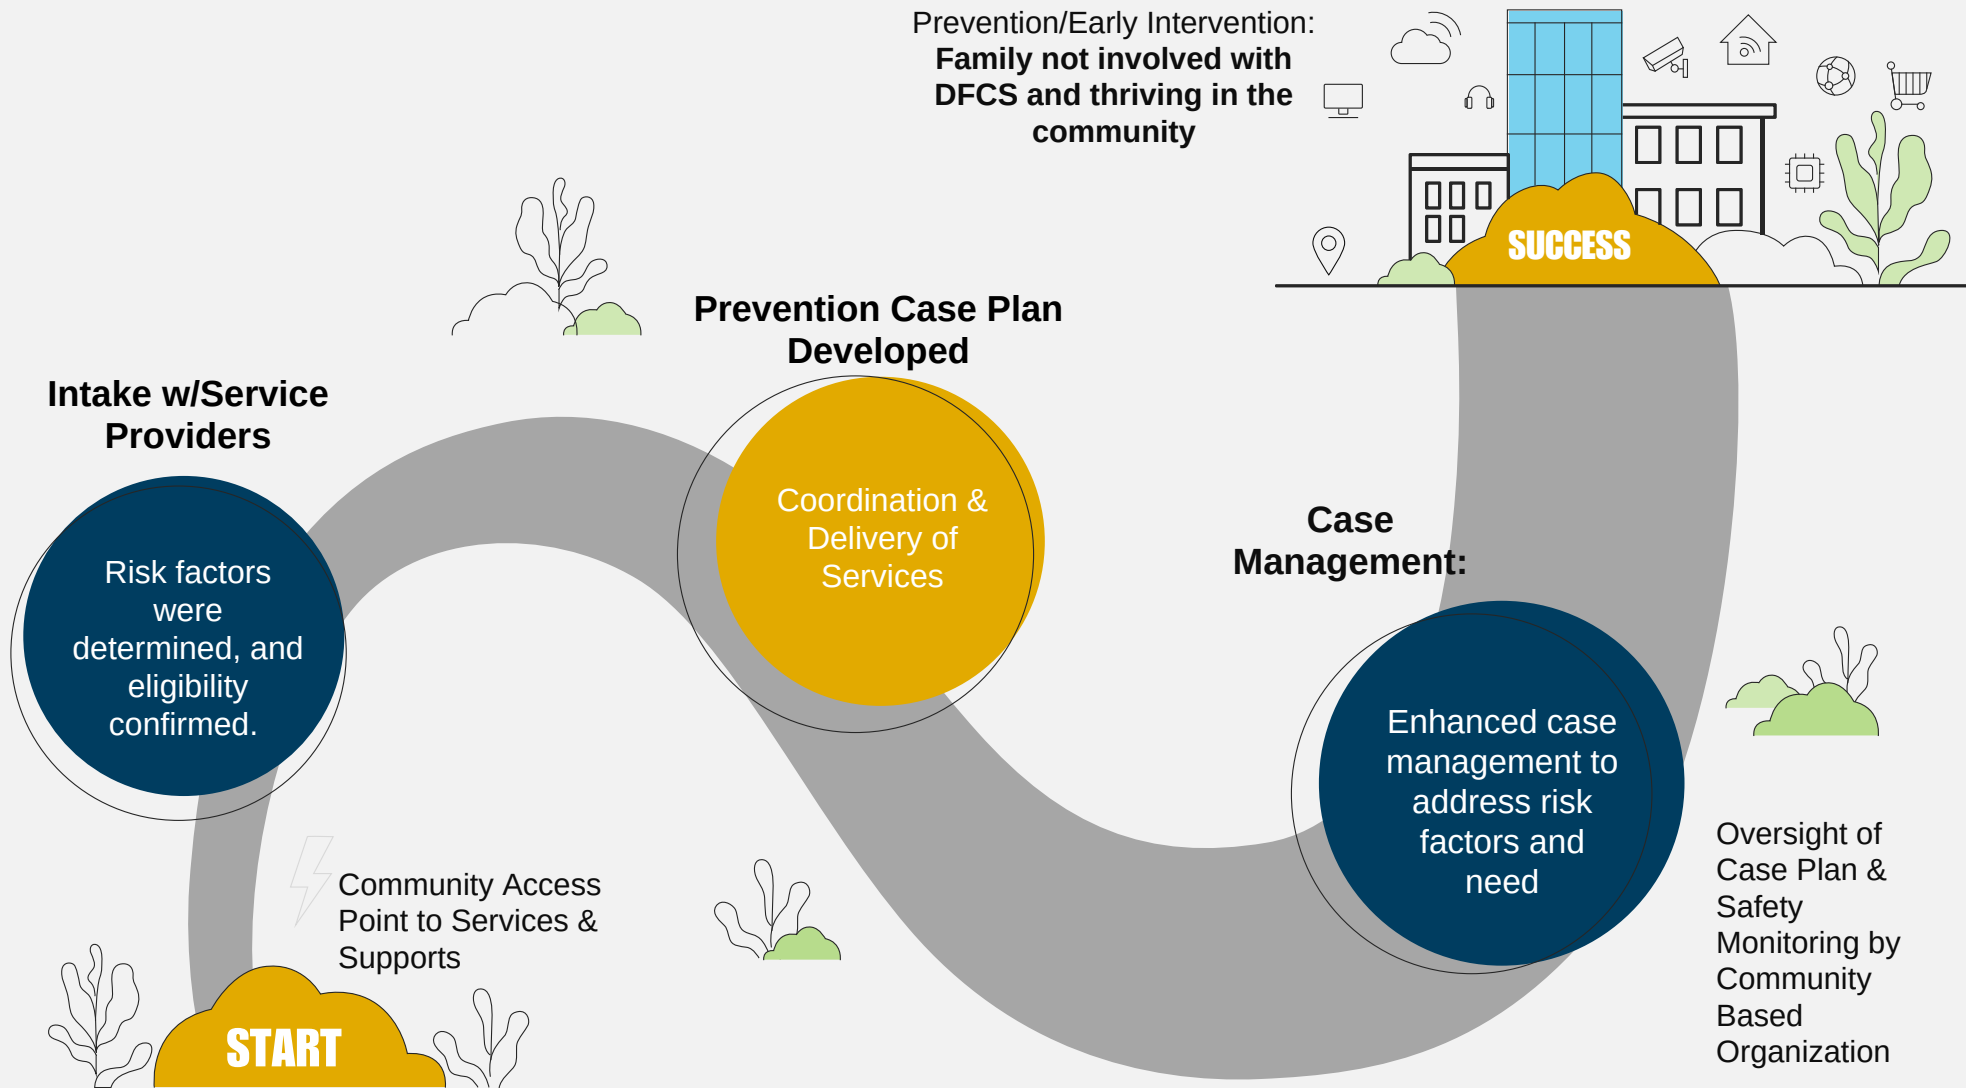 Prevention/Early Intervention:
Family not involved with
DFCS and thriving in the
community
SUCCESS
Prevention Case Plan
Developed
Intake w/Service
Providers
Coordination &
Delivery of
Services
Case
Management:
Risk factors
were
determined, and
eligibility
confirmed.
Enhanced case
management to
address risk
factors and
need
Community Access
Point to Services &
Supports
Oversight of
Case Plan &
Safety
Monitoring by
Community
Based
Organization
START